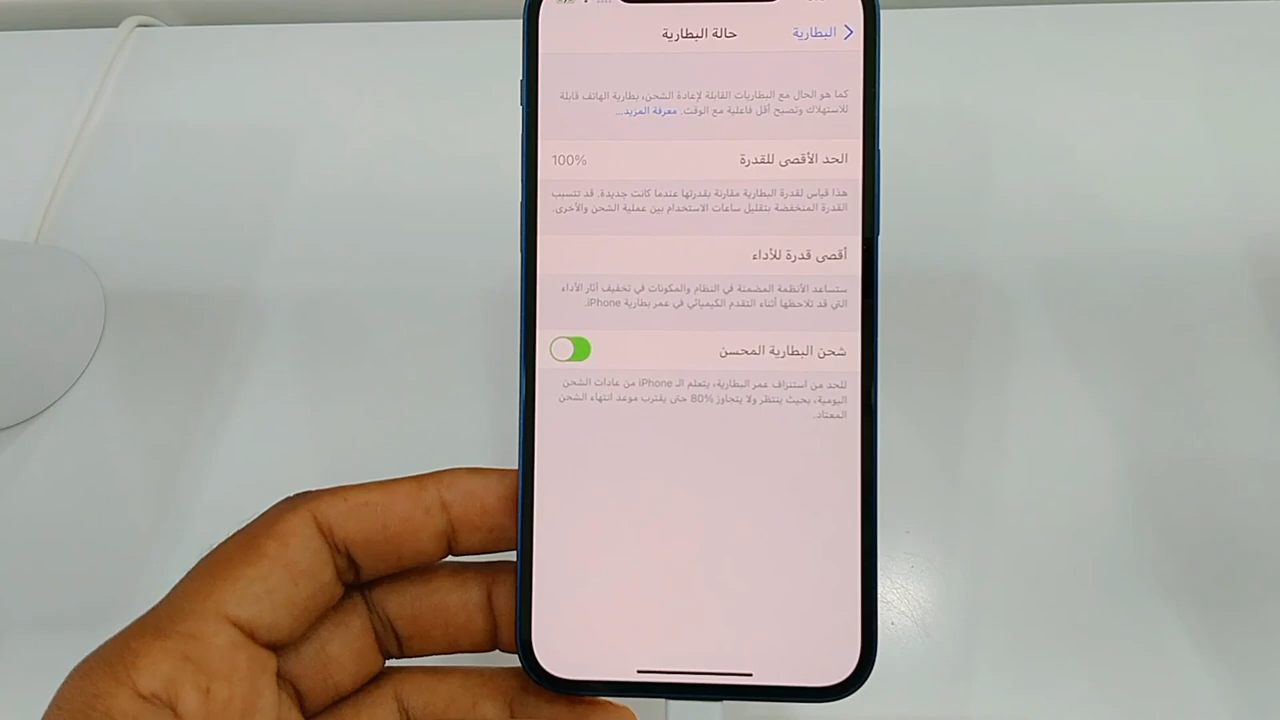 البطارية
حالة البطارية
كما هو الحال مع البطاريات القابلة لإعادة الشحن، بطارية الهاتف قابلة
للاستهلاك وتصبح أقل فاعلية مع الوقت. معرفة المزيد...
الحد الأقصى للقدرة 100%
هذا قياس لقدرة البطارية مقارنة بقدرتها عندما كانت جديدة. قد تتسبب
القدرة المنخفضة بتقليل ساعات الاستخدام بين عملية الشحن والأخرى.
أقصى قدرة للأداء
ستساعد الأنظمة المضمنة في النظام والمكونات في تخفيف آثار الأداء
التي قد تلاحظها أثناء التقدم الكيميائي في عمر بطارية iPhone.
شحن البطارية المحسن
للحد من استنزاف عمر البطارية، يتعلم الـ iPhone من عادات الشحن
اليومية، بحيث ينتظر ولا يتجاوز 80% حتى يقترب موعد انتهاء الشحن
المعتاد.